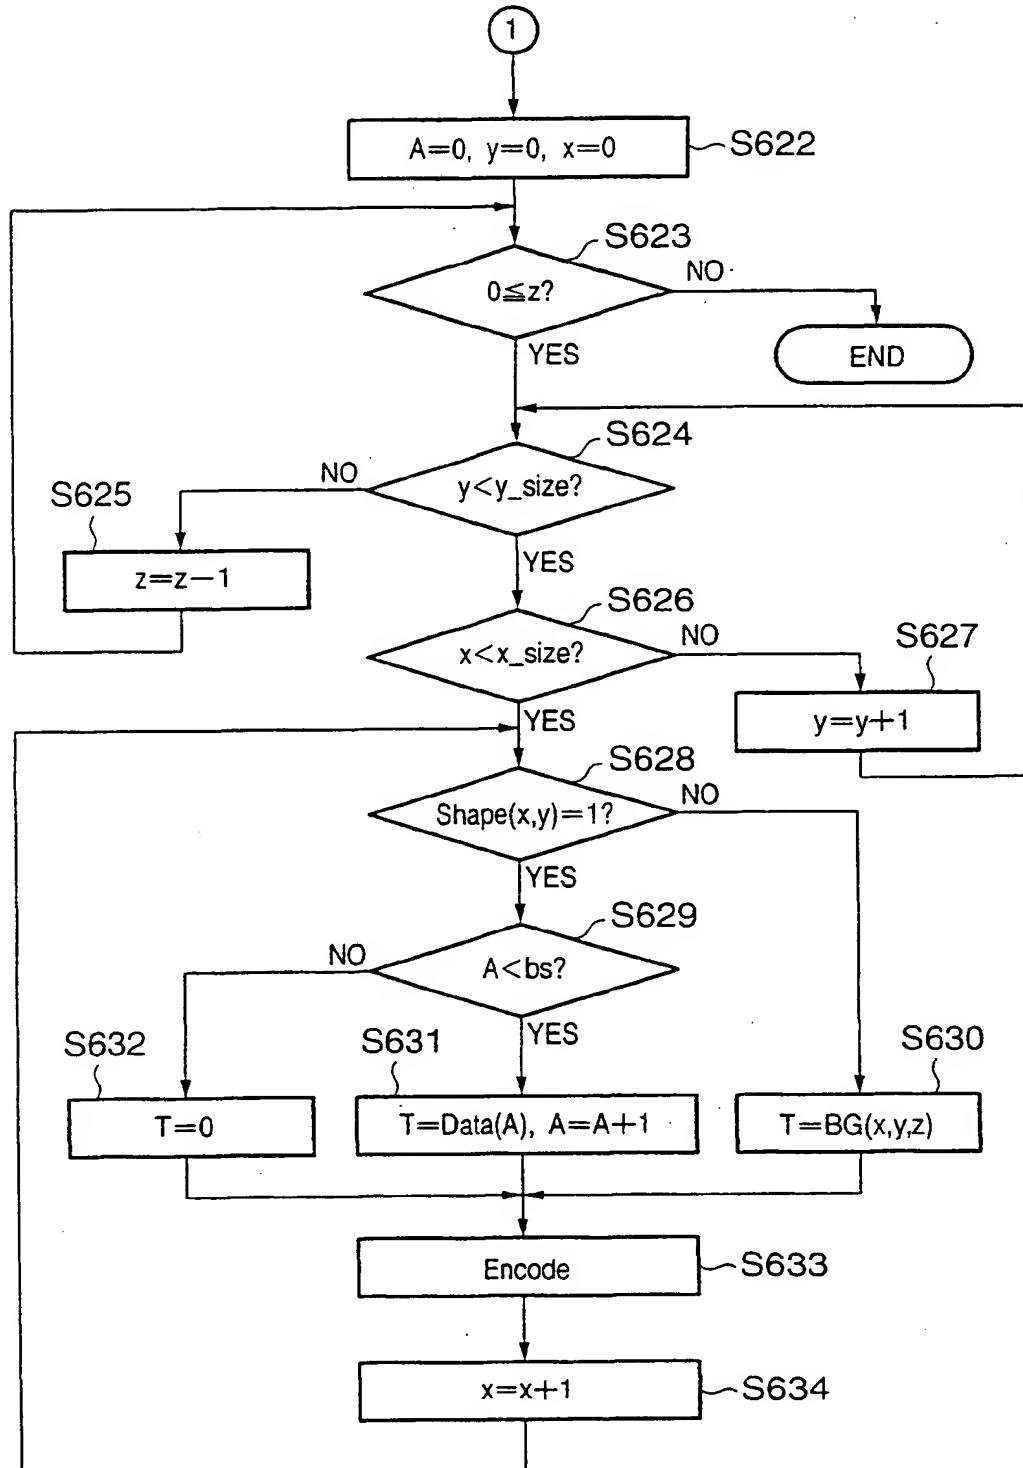 1
A=0, y=0, x=0
S622
S623
0≦z?
NO
YES
END
S624
y<y_size?
NO
S625
z=z−1
YES
S626
x<x_size?
NO
S627
y=y+1
YES
S628
Shape(x,y)=1?
NO
YES
S629
A<bs?
NO
YES
S632
T=0
S631
T=Data(A), A=A+1
S630
T=BG(x,y,z)
Encode
S633
x=x+1
S634